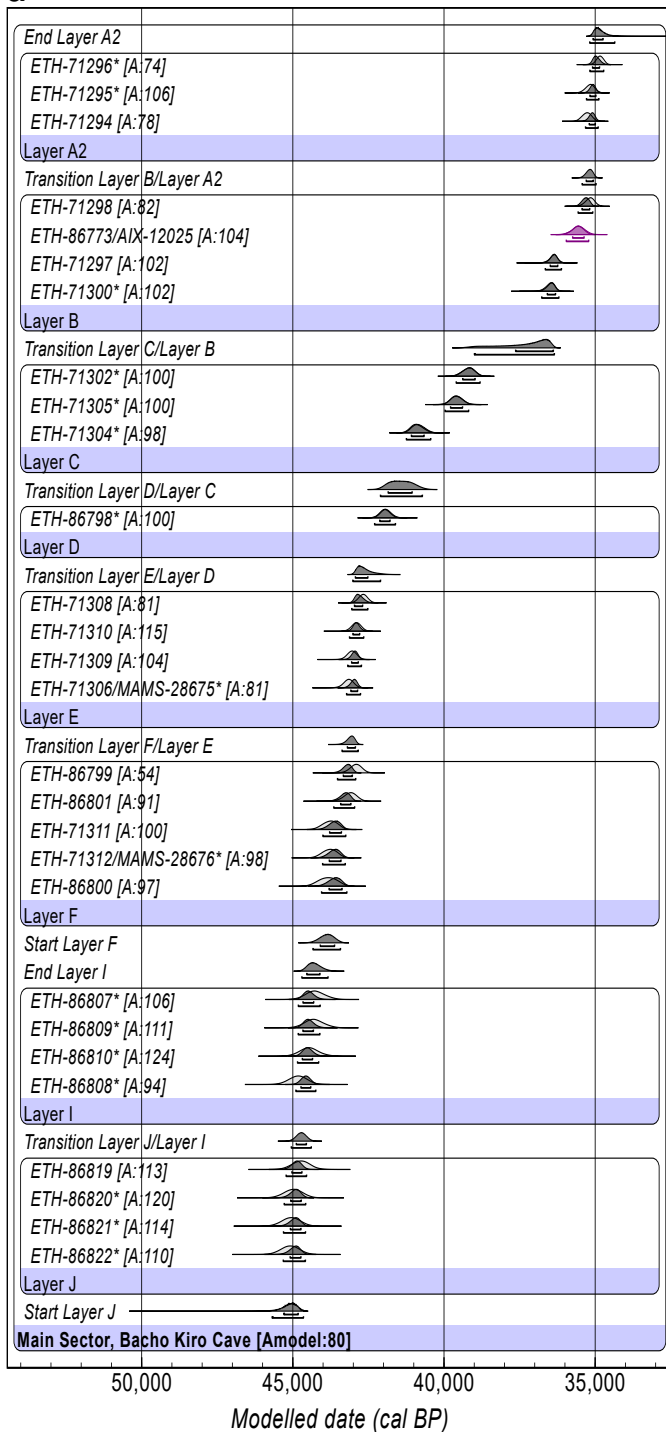 End Layer A2
ETH-71296* [A:74]
ETH-71295* [A:106]
ETH-71294 [A:78]
Layer A2
Transition Layer B/Layer A2
ETH-71298 [A:82]
ETH-86773/AIX-12025 [A:104]
ETH-71297 [A:102]
ETH-71300* [A:102]
Layer B
Transition Layer C/Layer B
ETH-71302* [A:100]
ETH-71305* [A:100]
ETH-71304* [A:98]
Layer C
Transition Layer D/Layer C
ETH-86798* [A:100]
Layer D
Transition Layer E/Layer D
ETH-71308 [A:81]
ETH-71310 [A:115]
ETH-71309 [A:104]
ETH-71306/MAMS-28675* [A:81]
Layer E
Transition Layer F/Layer E
ETH-86799 [A:54]
ETH-86801 [A:91]
ETH-71311 [A:100]
ETH-71312/MAMS-28676* [A:98]
ETH-86800 [A:97]
Layer F
Start Layer F
End Layer I
ETH-86807* [A:106]
ETH-86809* [A:111]
ETH-86810* [A:124]
ETH-86808* [A:94]
Layer I
Transition Layer J/Layer I
ETH-86819 [A:113]
ETH-86820* [A:120]
ETH-86821* [A:114]
ETH-86822* [A:110]
Layer J
Start Layer J
Main Sector, Bacho Kiro Cave [Amodel:80]
50,000 45,000 40,000 35,000
Modelled date (cal BP)